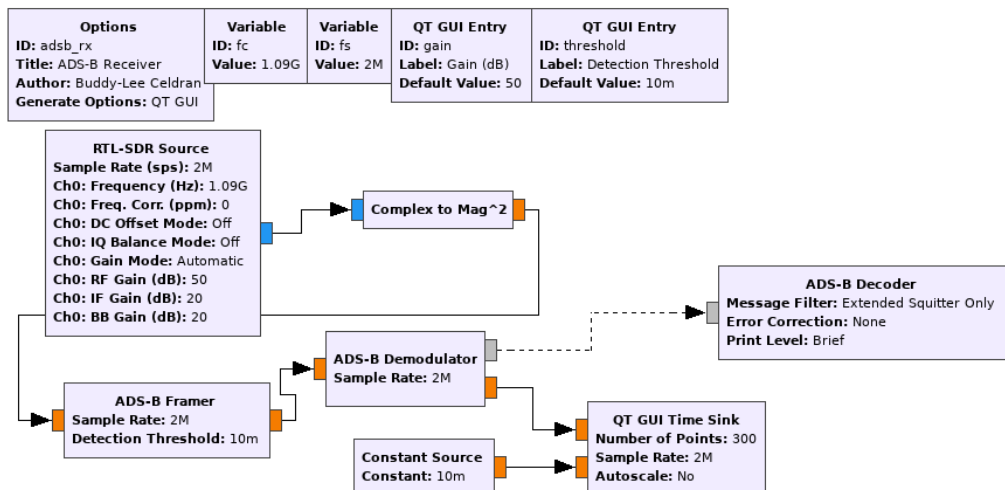 Options
ID: adsb_rx
Title: ADS-B Receiver
Author: Buddy-Lee Celdran
Generate Options: QT GUI
Variable
ID: fc
Value: 1.09G
Variable
ID: fs
Value: 2M
QT GUI Entry
ID: gain
Label: Gain (dB)
Default Value: 50
QT GUI Entry
ID: threshold
Label: Detection Threshold
Default Value: 10m
RTL-SDR Source
Sample Rate (sps): 2M
Ch0: Frequency (Hz): 1.09G
Ch0: Freq. Corr. (ppm): 0
Ch0: DC Offset Mode: Off
Ch0: IQ Balance Mode: Off
Ch0: Gain Mode: Automatic
Ch0: RF Gain (dB): 50
Ch0: IF Gain (dB): 20
Ch0: BB Gain (dB): 20
Complex to Mag^2
ADS-B Decoder
Message Filter: Extended Squitter Only
Error Correction: None
Print Level: Brief
ADS-B Demodulator
Sample Rate: 2M
ADS-B Framer
Sample Rate: 2M
Detection Threshold: 10m
QT GUI Time Sink
Number of Points: 300
Sample Rate: 2M
Autoscale: No
Constant Source
Constant: 10m